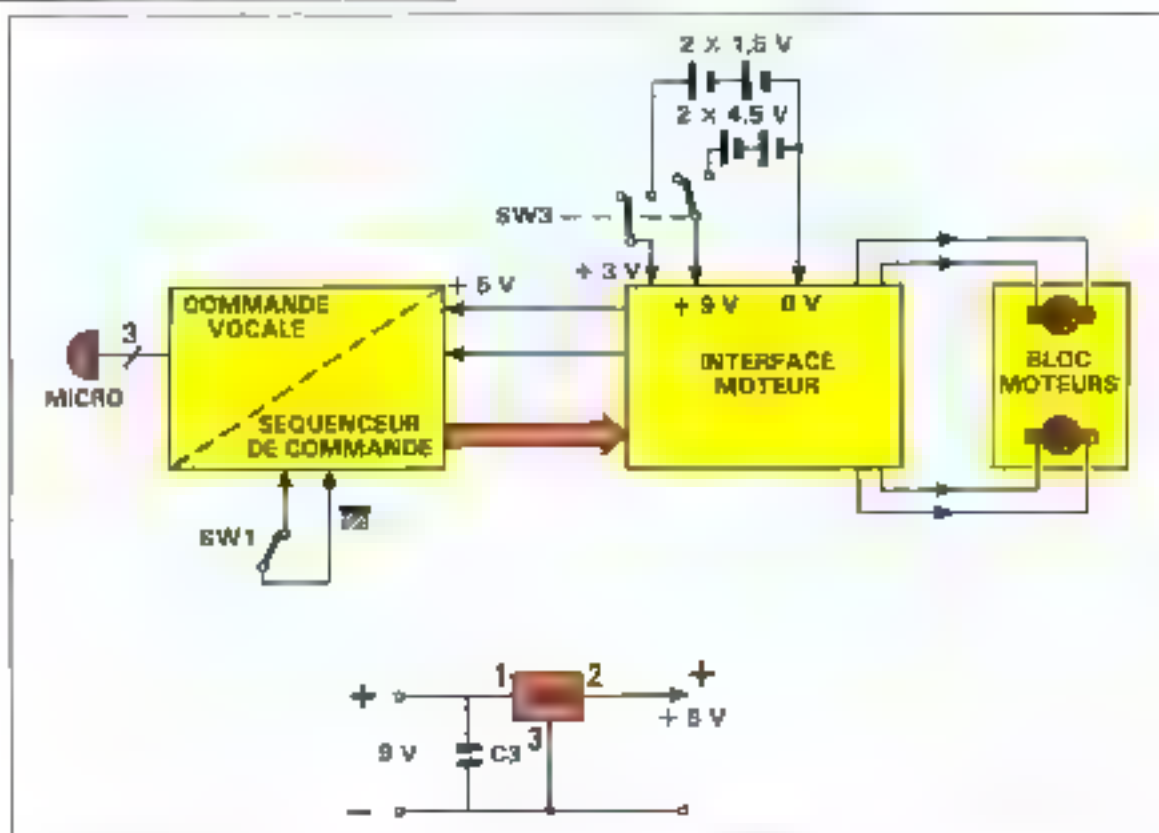 2 × 1,5 V
2 × 4,5 V
SW3
+ 3 V
+ 9 V
0 V
+ 5 V
COMMANDE
VOCALE
SEQUENCEUR
DE COMMANDE
3
MICRO
INTERFACE
MOTEUR
BLOC
MOTEURS
SW1
+
1
2
+
+ 5 V
9 V
C3
3
−